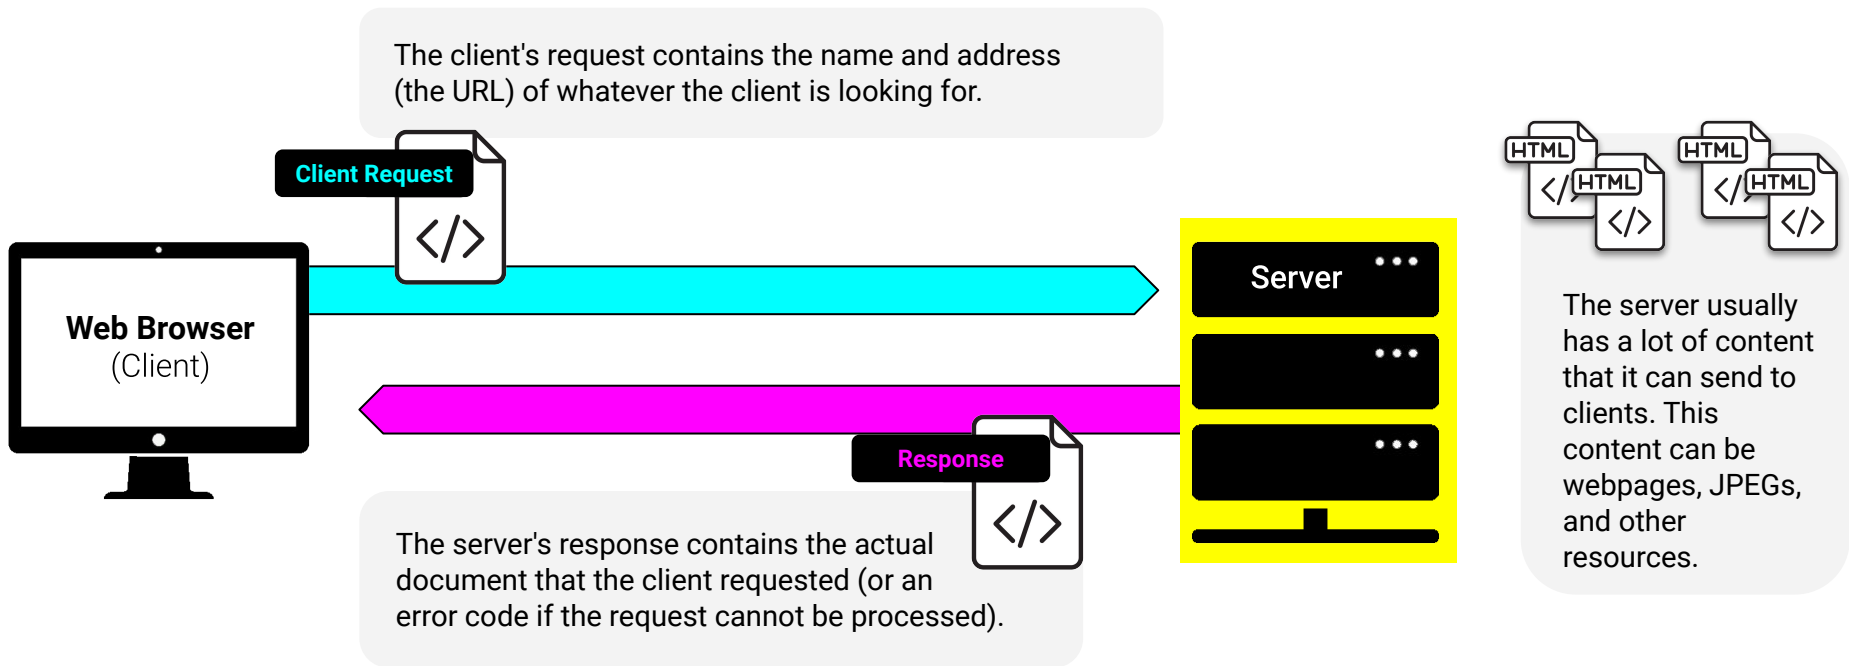 The client's request contains the name and address
(the URL) of whatever the client is looking for.
Client Request
</>
Web Browser
(Client)
Server
Response
</>
The server's response contains the actual
document that the client requested (or an
error code if the request cannot be processed).
HTML
</>
HTML
</>
HTML
</>
HTML
</>
The server usually
has a lot of content
that it can send to
clients. This
content can be
webpages, JPEGs,
and other
resources.